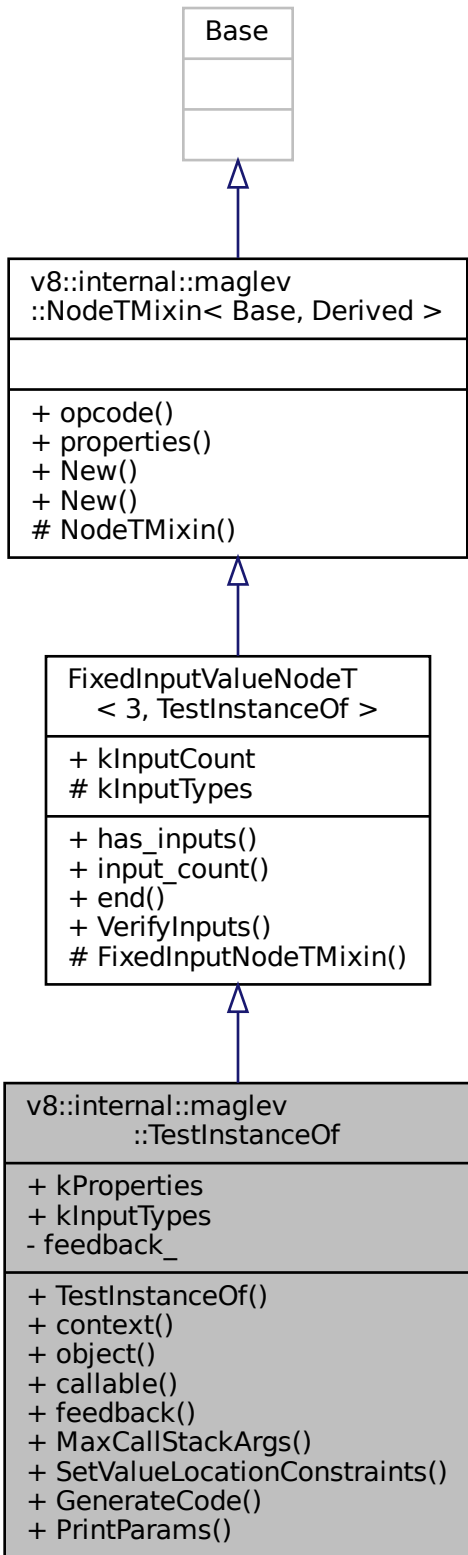 Base
v8::internal::maglev
::NodeTMixin< Base, Derived >
+ opcode()
+ properties()
+ New()
+ New()
# NodeTMixin()
FixedInputValueNodeT
< 3, TestInstanceOf >
+ kInputCount
# kInputTypes
+ has_inputs()
+ input_count()
+ end()
+ VerifyInputs()
# FixedInputNodeTMixin()
v8::internal::maglev
::TestInstanceOf
+ kProperties
+ kInputTypes
- feedback_
+ TestInstanceOf()
+ context()
+ object()
+ callable()
+ feedback()
+ MaxCallStackArgs()
+ SetValueLocationConstraints()
+ GenerateCode()
+ PrintParams()